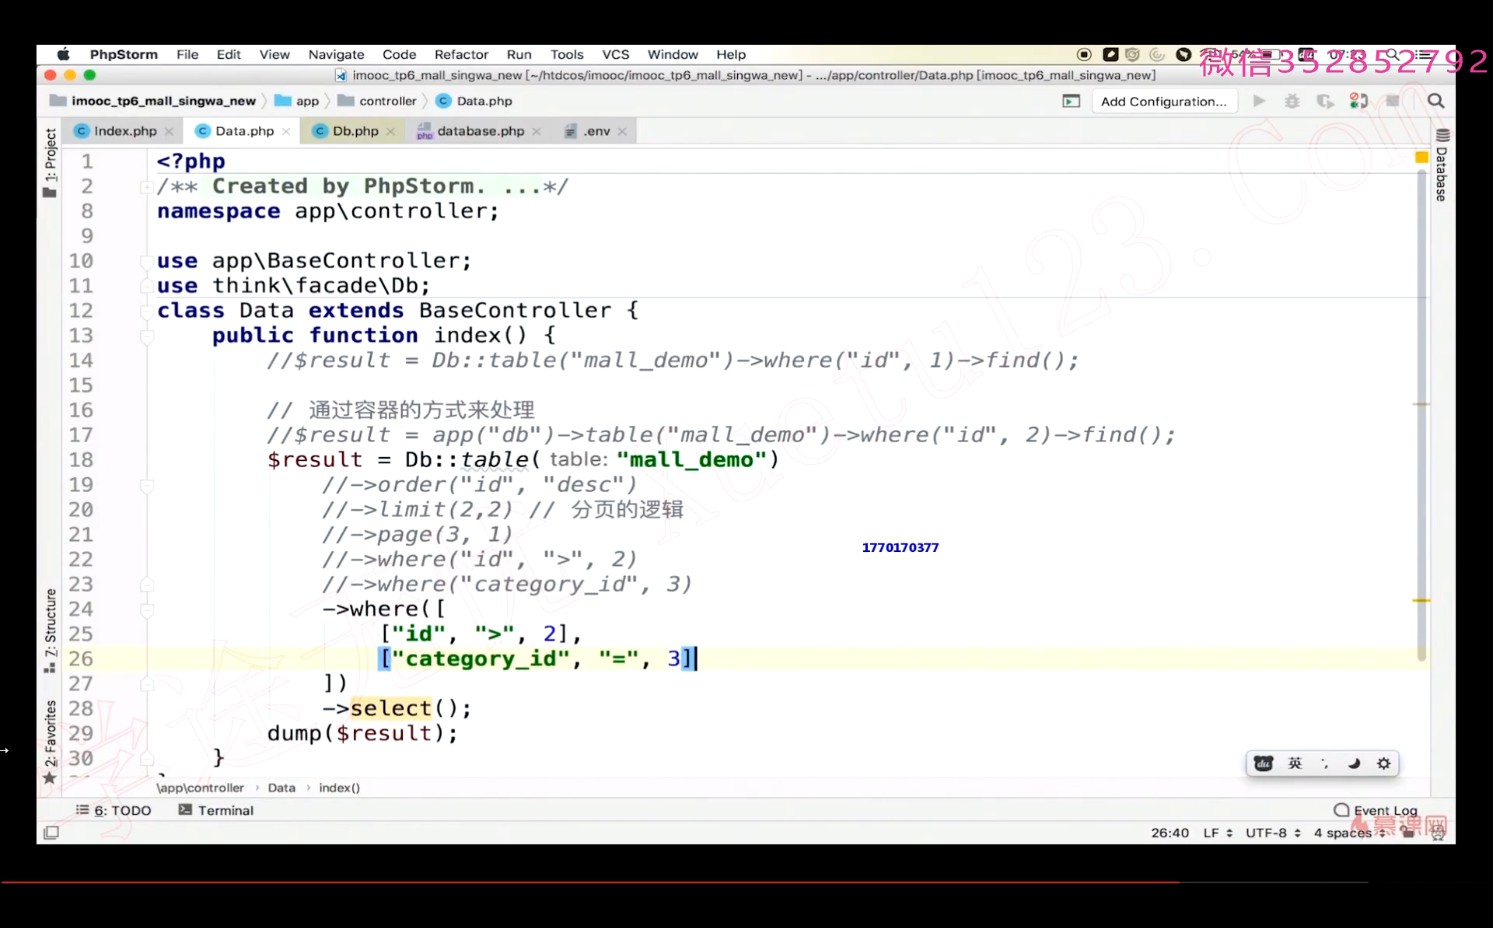 PhpStorm File Edit View Navigate Code Refactor Run Tools VCS Window Help
微信352852792
imooc_tp6_mall_singwa_new [~/htdcos/imooc/imooc_tp6_mall_singwa_new] - .../app/controller/Data.php [imooc_tp6_mall_singwa_new]
imooc_tp6_mall_singwa_new app controller Data.php Add Configuration...
Index.php Data.php Db.php database.php .env
1: Project
Database
1 <?php
2 /** Created by PhpStorm. ...*/
8 namespace app\controller;
9
10 use app\BaseController;
11 use think\facade\Db;
12 class Data extends BaseController {
13 public function index() {
14 //$result = Db::table("mall_demo")->where("id", 1)->find();
15
16 // 通过容器的方式来处理
17 //$result = app("db")->table("mall_demo")->where("id", 2)->find();
18 $result = Db::table( table: "mall_demo")
19 //->order("id", "desc")
20 //->limit(2,2) // 分页的逻辑
21 //->page(3, 1)
22 //->where("id", ">", 2)
23 //->where("category_id", 3)
24 ->where([
25 ["id", ">", 2],
26 ["category_id", "=", 3]
27 ])
28 ->select();
29 dump($result);
30 }
1770170377
7: Structure
2: Favorites
du 英
\app\controller › Data › index()
6: TODO Terminal Event Log
26:40 LF UTF-8 4 spaces
慕课网